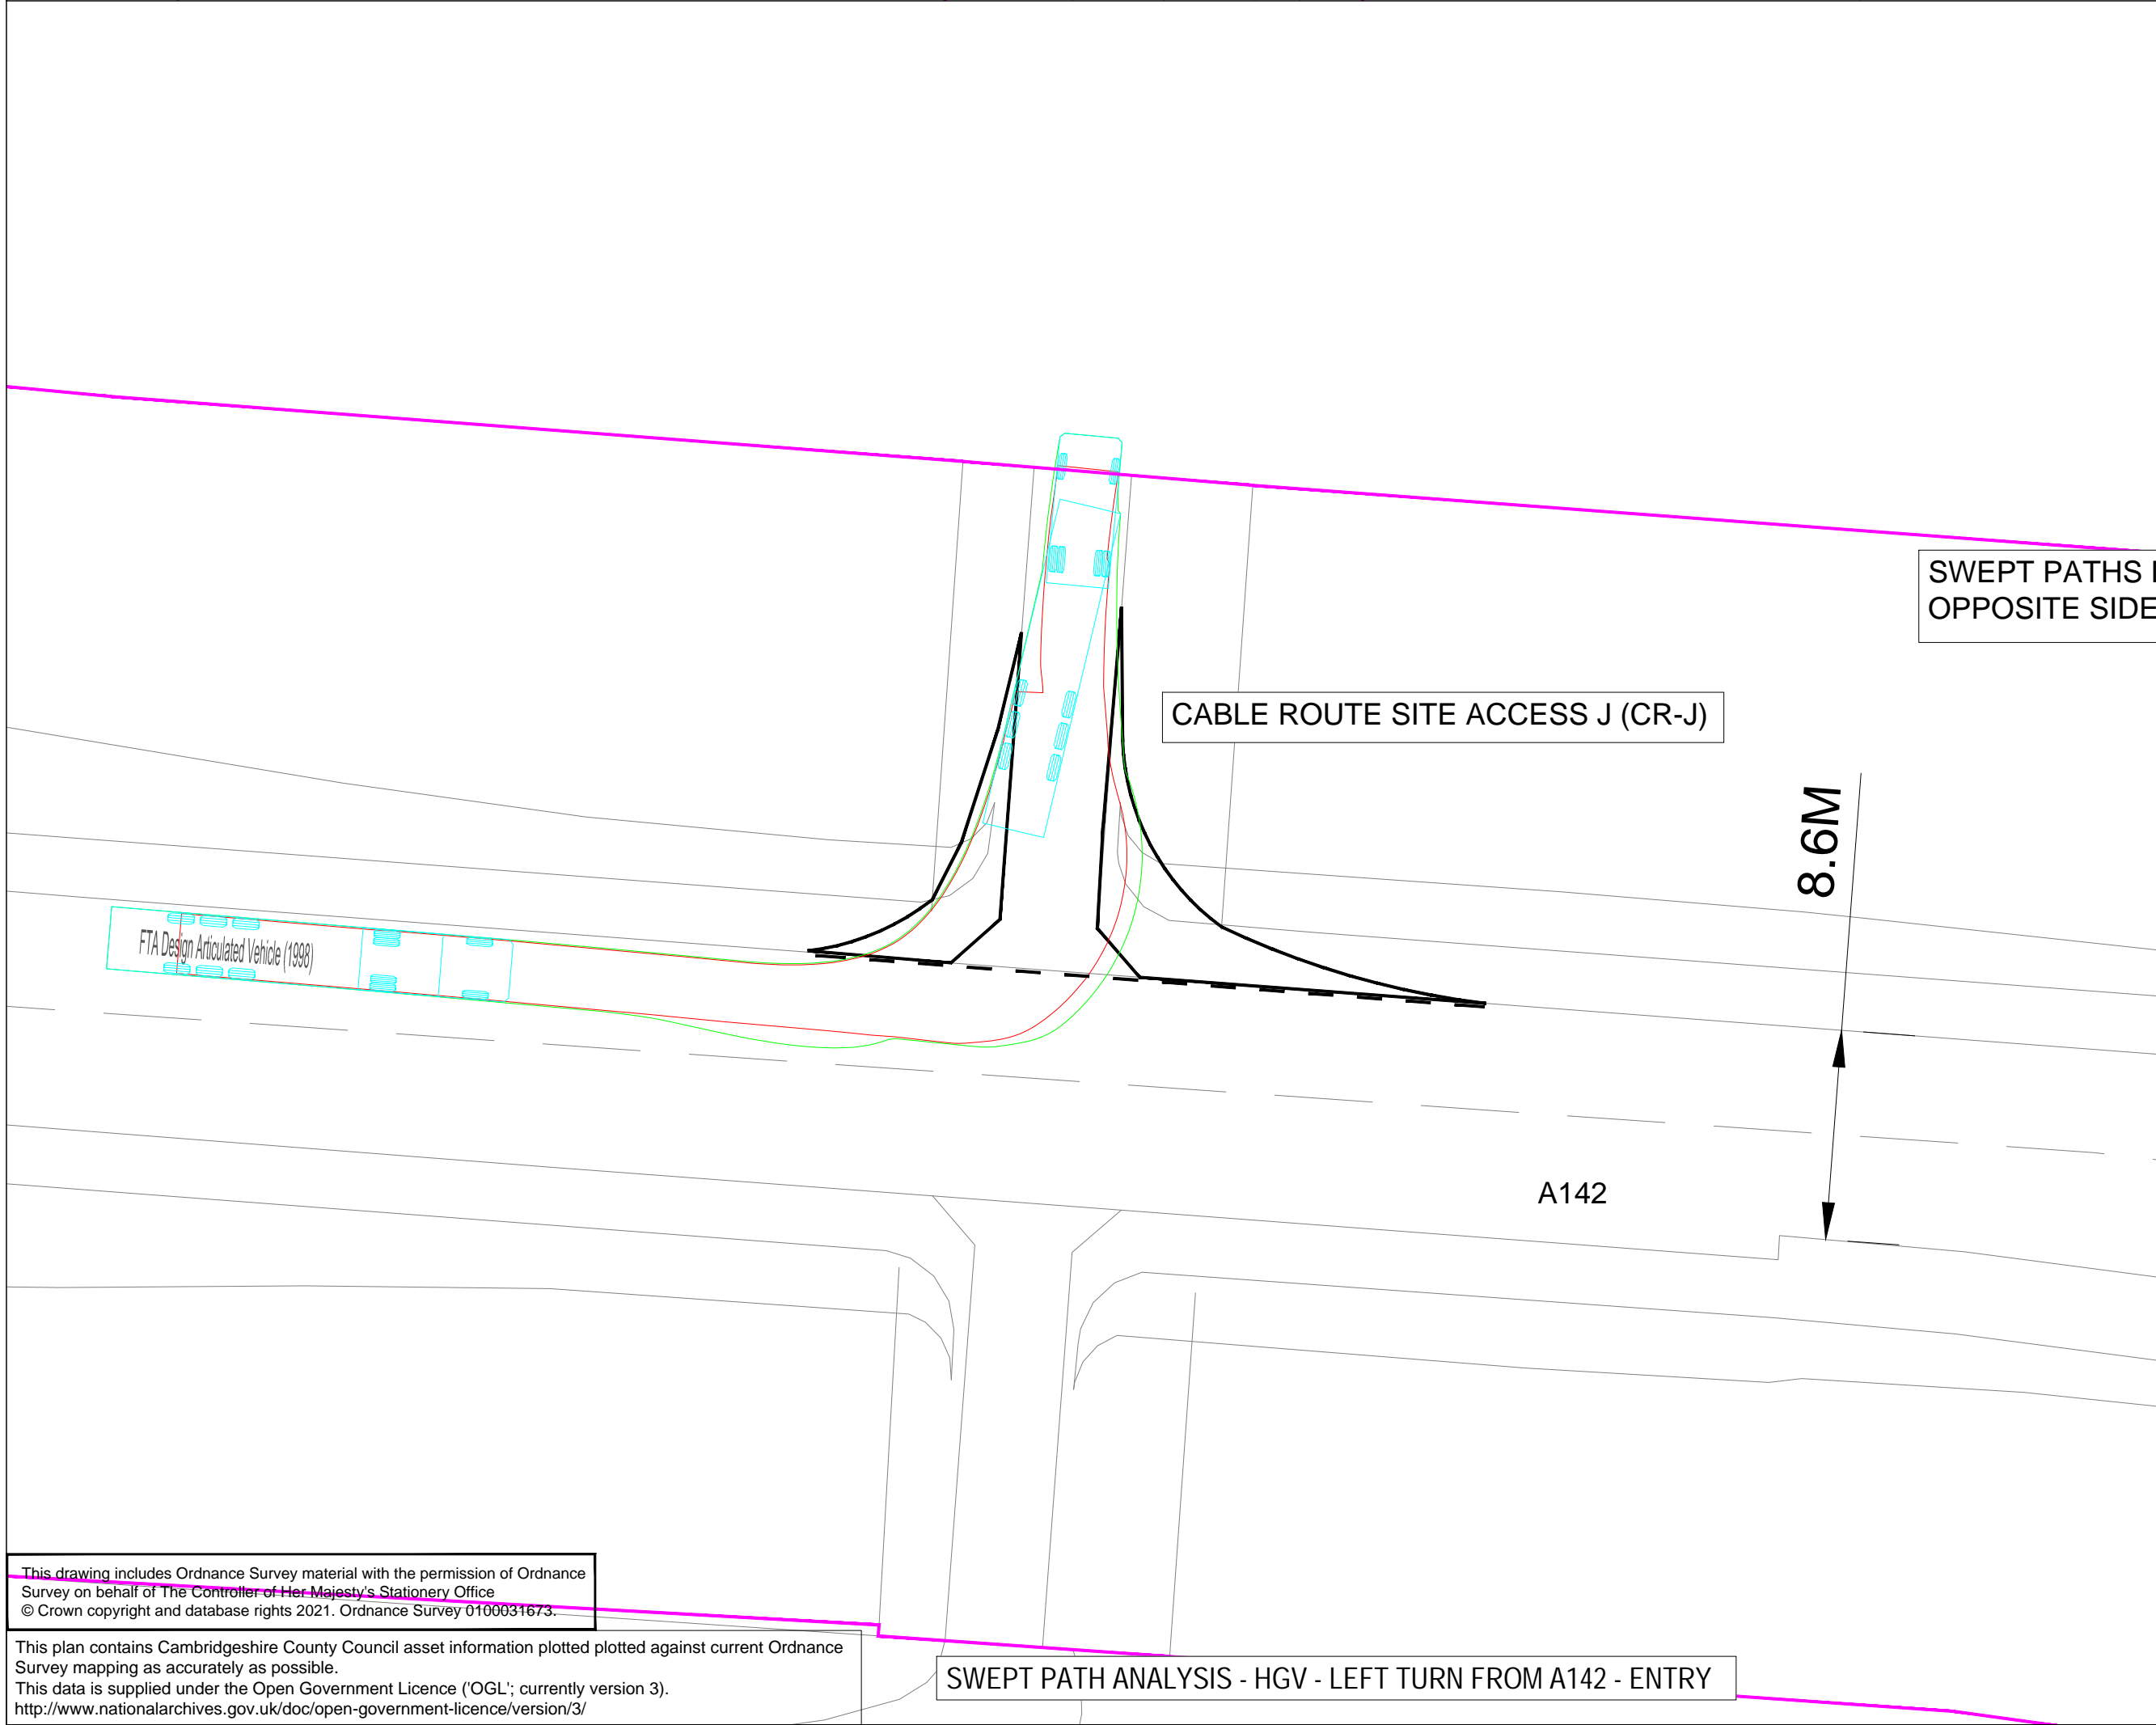 SWEPT PATHS
OPPOSITE SIDE
CABLE ROUTE SITE ACCESS J (CR-J)
8.6M
FTA Design Articulated Vehicle (1998)
A142
This drawing includes Ordnance Survey material with the permission of Ordnance
Survey on behalf of The Controller of Her Majesty's Stationery Office
© Crown copyright and database rights 2021. Ordnance Survey 0100031673.
This plan contains Cambridgeshire County Council asset information plotted plotted against current Ordnance
Survey mapping as accurately as possible.
This data is supplied under the Open Government Licence ('OGL'; currently version 3).
http://www.nationalarchives.gov.uk/doc/open-government-licence/version/3/
SWEPT PATH ANALYSIS - HGV - LEFT TURN FROM A142 - ENTRY